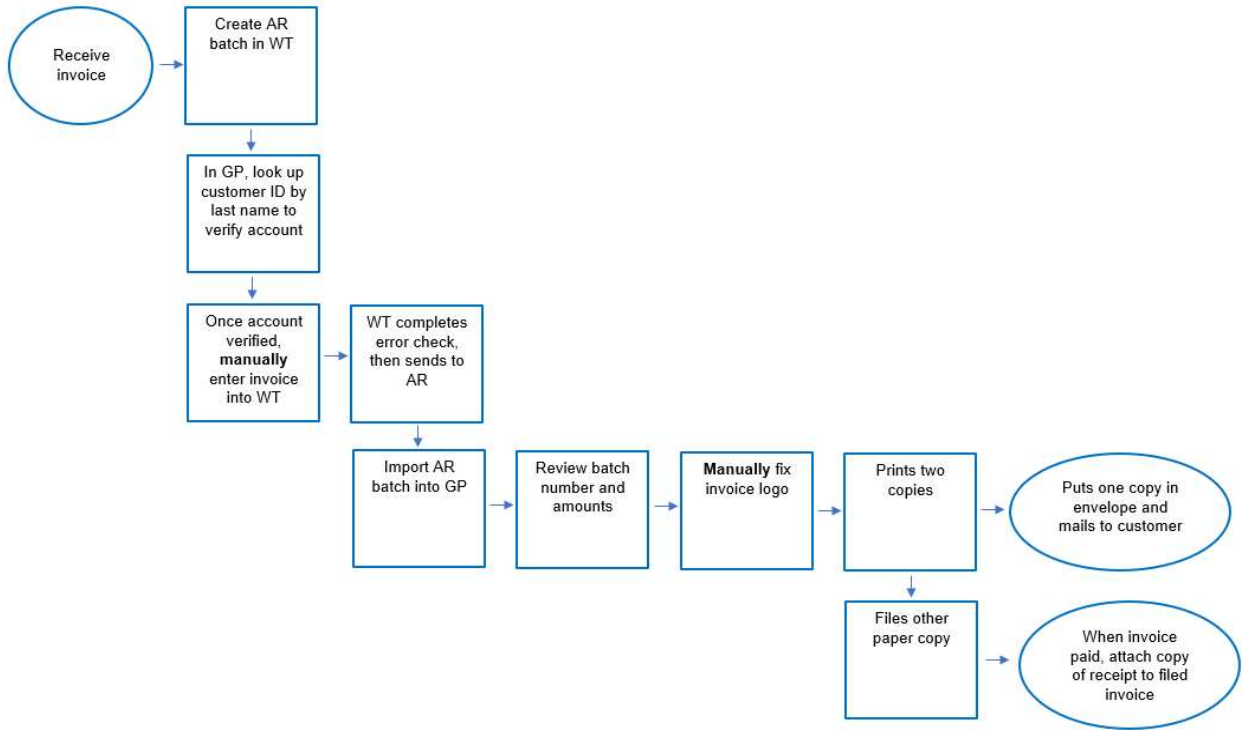 Receive
invoice
Create AR
batch in WT
In GP, look up
customer ID by
last name to
verify account
Once account
verified,
manually
enter invoice
into WT
WT completes
error check,
then sends to
AR
Import AR
batch into GP
Review batch
number and
amounts
Manually fix
invoice logo
Prints two
copies
Puts one copy in
envelope and
mails to customer
Files other
paper copy
When invoice
paid, attach copy
of receipt to filed
invoice